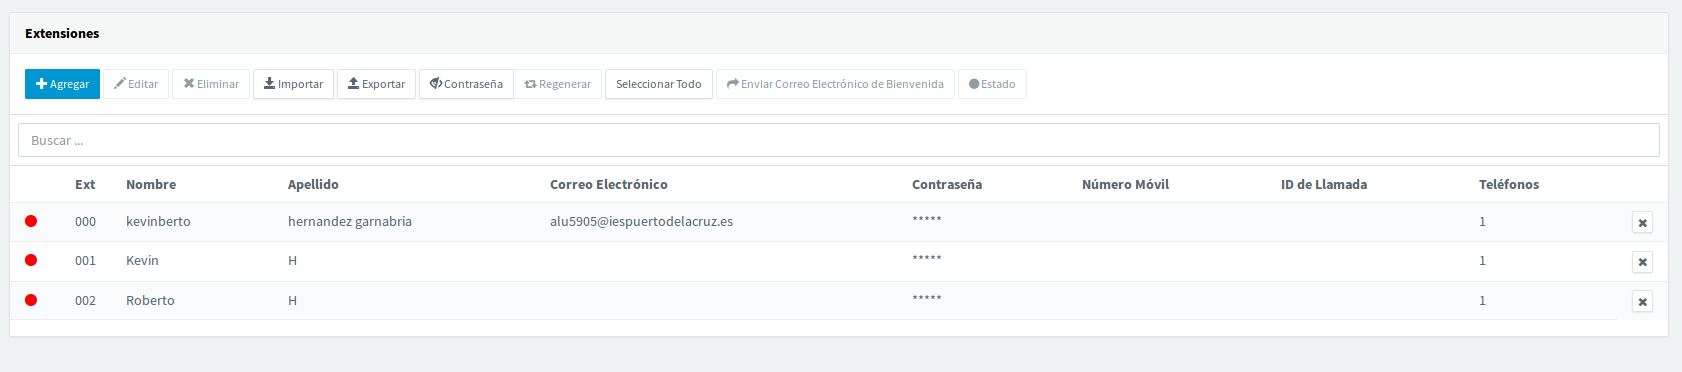 Extensiones
Agregar Editar Eliminar Importar Exportar Contraseña Regenerar Seleccionar Todo Enviar Correo Electrónico de Bienvenida Estado
Buscar ...
Ext Nombre Apellido Correo Electrónico Contraseña Número Móvil ID de Llamada Teléfonos
000 kevinberto hernandez garnabria alu5905@iespuertodelacruz.es ***** 1
001 Kevin H ***** 1
002 Roberto H ***** 1